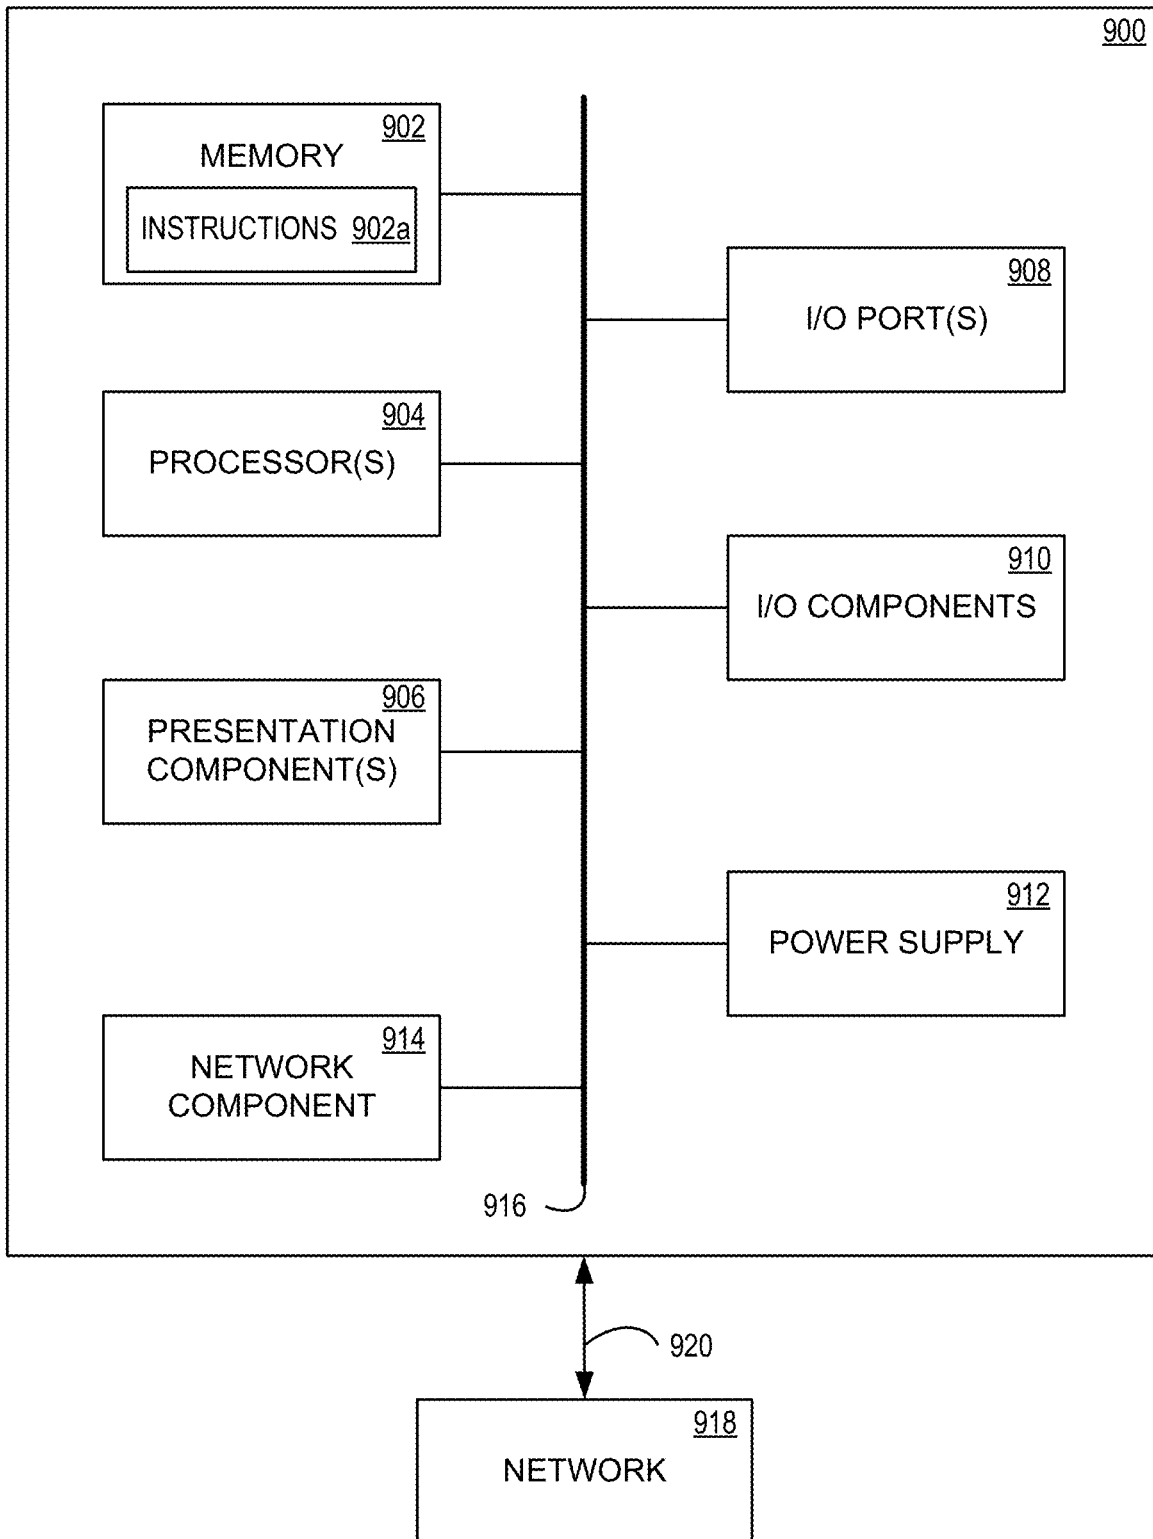 900
902
MEMORY
INSTRUCTIONS 902a
908
I/O PORT(S)
904
PROCESSOR(S)
910
I/O COMPONENTS
906
PRESENTATION
COMPONENT(S)
912
POWER SUPPLY
914
NETWORK
COMPONENT
916
920
918
NETWORK